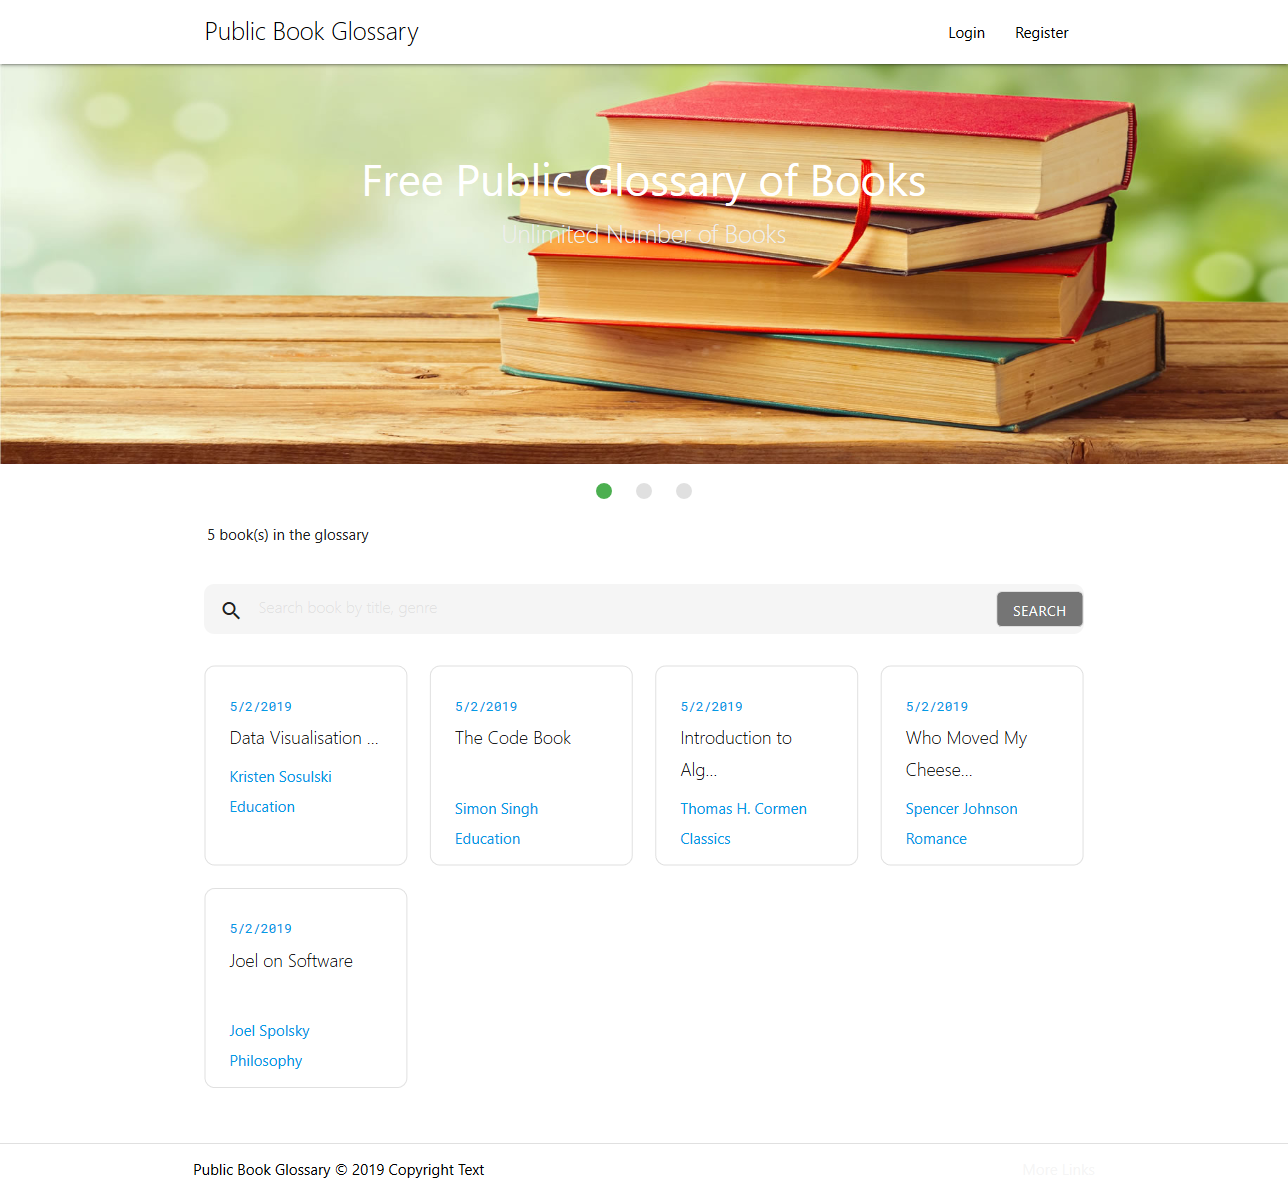 Public Book Glossary
Login
Register
Free Public Glossary of Books
Unlimited Number of Books
5 book(s) in the glossary
Search book by title, genre
SEARCH
5/2/2019
Data Visualisation ...
Kristen Sosulski
Education
5/2/2019
The Code Book
Simon Singh
Education
5/2/2019
Introduction to
Alg...
Thomas H. Cormen
Classics
5/2/2019
Who Moved My
Cheese...
Spencer Johnson
Romance
5/2/2019
Joel on Software
Joel Spolsky
Philosophy
Public Book Glossary © 2019 Copyright Text
More Links